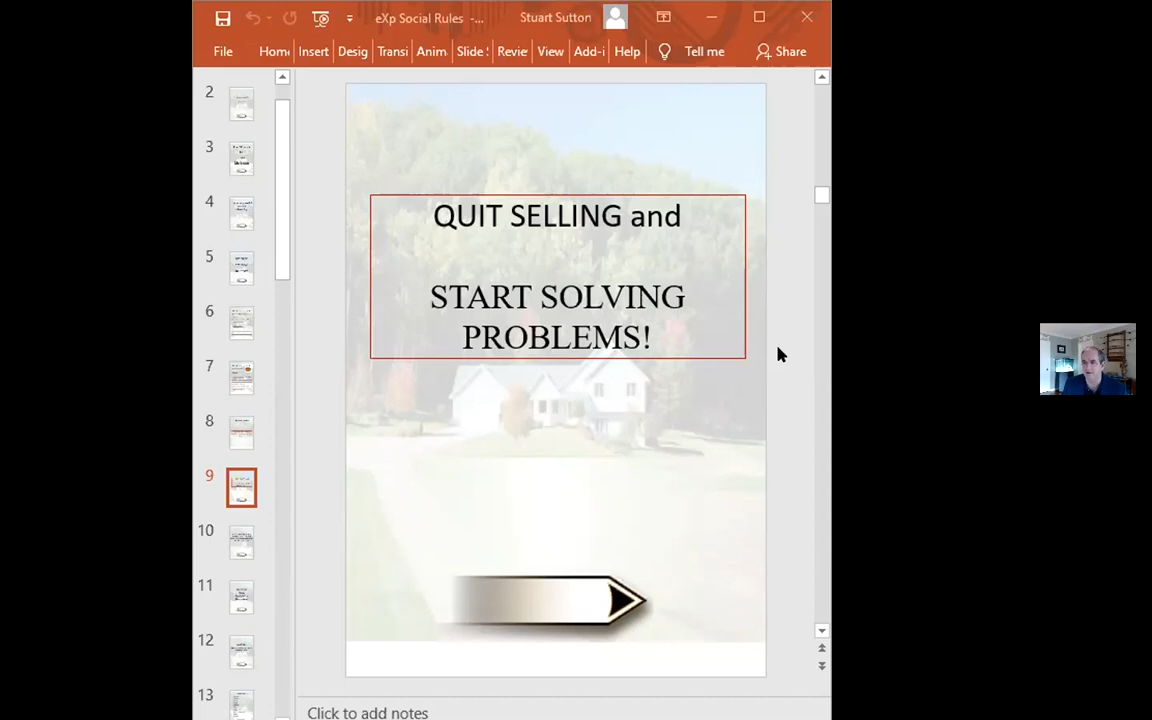 eXp Social Rules -...
Stuart Sutton
File
Hom
Insert
Desig
Transi
Anim
Slide
Revie
View
Add-i
Help
Tell me
Share
2
3
4
5
6
7
8
9
10
11
12
13
QUIT SELLING and
START SOLVING
PROBLEMS!
Click to add notes